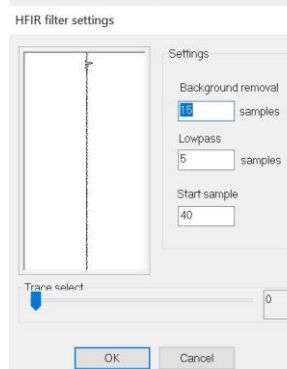 HFIR filter settings
Settings
Background removal
15 samples
Lowpass
5 samples
Start sample
40
Trace select
0
OK Cancel